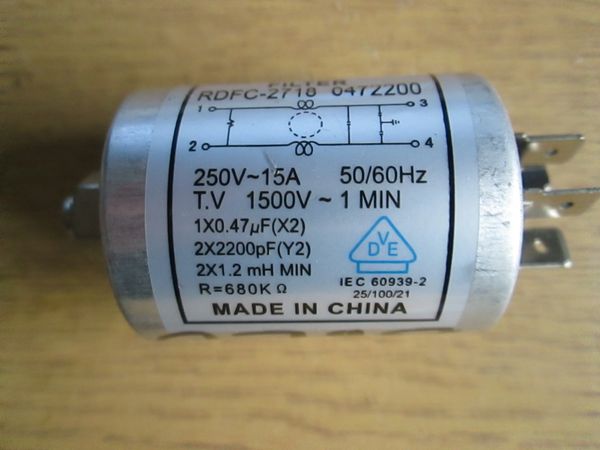 FILTER
RDFC-2718 0472200
1 3
2 4
250V~15A 50/60Hz
T.V 1500V ~ 1 MIN
1X0.47µF(X2)
2X2200pF(Y2)
2X1.2 mH MIN
R=680K Ω
VDE
IEC 60939-2
25/100/21
MADE IN CHINA